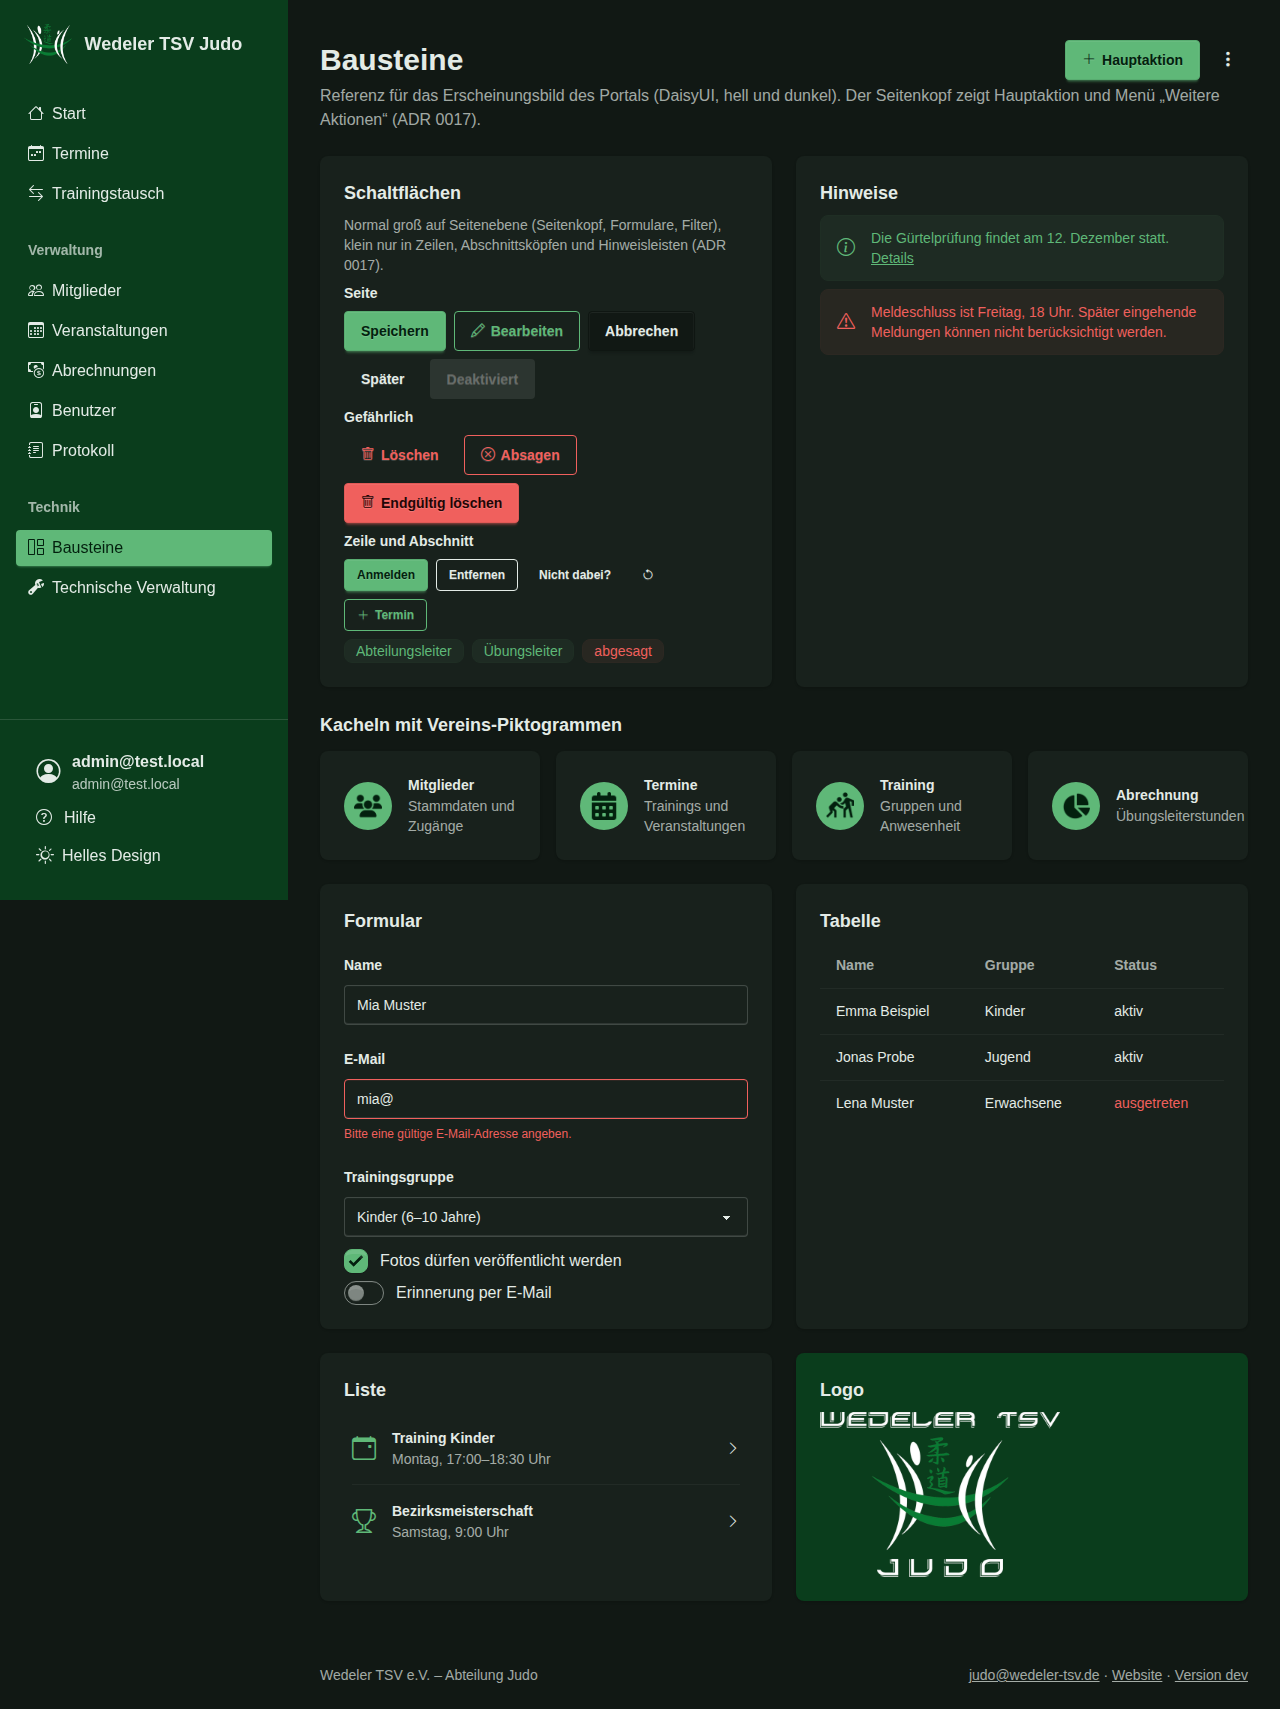 Wedeler TSV Judo
Start
Termine
Trainingstausch
Verwaltung
Mitglieder
Veranstaltungen
Abrechnungen
Benutzer
Protokoll
Technik
Bausteine
Technische Verwaltung
admin@test.local
admin@test.local
Hilfe
Helles Design
Bausteine
Hauptaktion
Referenz für das Erscheinungsbild des Portals (DaisyUI, hell und dunkel). Der Seitenkopf zeigt Hauptaktion und Menü „Weitere
Aktionen“ (ADR 0017).
Schaltflächen
Normal groß auf Seitenebene (Seitenkopf, Formulare, Filter),
klein nur in Zeilen, Abschnittsköpfen und Hinweisleisten (ADR
0017).
Seite
Speichern
Bearbeiten
Abbrechen
Später
Deaktiviert
Gefährlich
Löschen
Absagen
Endgültig löschen
Zeile und Abschnitt
Anmelden
Entfernen
Nicht dabei?
Termin
Abteilungsleiter
Übungsleiter
abgesagt
Hinweise
Die Gürtelprüfung findet am 12. Dezember statt.
Details
Meldeschluss ist Freitag, 18 Uhr. Später eingehende
Meldungen können nicht berücksichtigt werden.
Kacheln mit Vereins-Piktogrammen
Mitglieder
Stammdaten und
Zugänge
Termine
Trainings und
Veranstaltungen
Training
Gruppen und
Anwesenheit
Abrechnung
Übungsleiterstunden
Formular
Name
Mia Muster
E-Mail
mia@
Bitte eine gültige E-Mail-Adresse angeben.
Trainingsgruppe
Kinder (6–10 Jahre)
Fotos dürfen veröffentlicht werden
Erinnerung per E-Mail
Tabelle
Name Gruppe Status
Emma Beispiel Kinder aktiv
Jonas Probe Jugend aktiv
Lena Muster Erwachsene ausgetreten
Liste
Training Kinder
Montag, 17:00–18:30 Uhr
Bezirksmeisterschaft
Samstag, 9:00 Uhr
Logo
WEDELER TSV
柔
道
JUDO
Wedeler TSV e.V. – Abteilung Judo
judo@wedeler-tsv.de · Website · Version dev